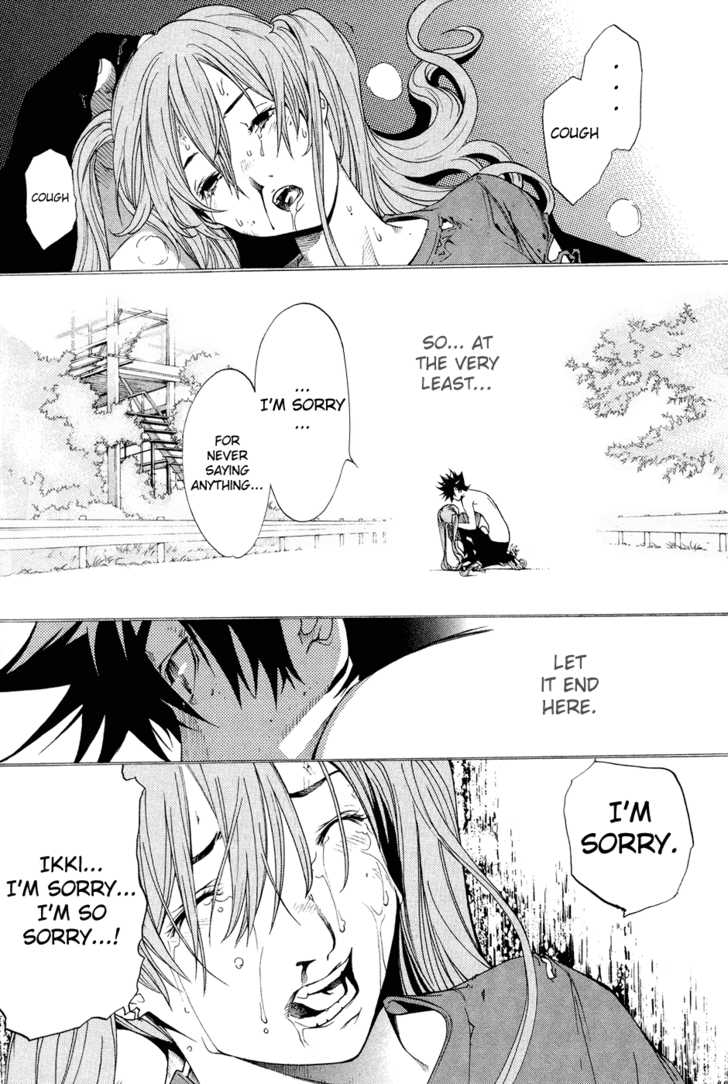 ...
COUGH
COUGH
SO... AT
THE VERY
LEAST...
...
I'M SORRY
...
FOR
NEVER
SAYING
ANYTHING...
LET
IT END
HERE.
I'M
SORRY.
IKKI...
I'M SORRY...
I'M SO
SORRY...!